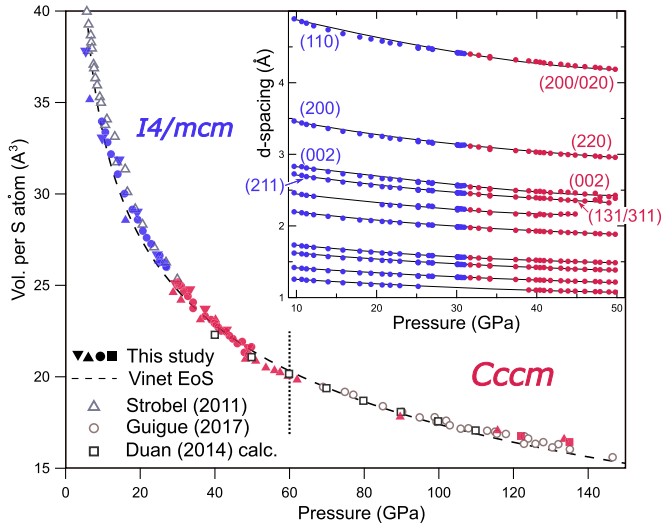 40
35
30
25
20
15
Vol. per S atom (Å³)
0
20
40
60
80
100
120
140
Pressure (GPa)
I4/mcm
Cccm
This study
Vinet EoS
Strobel (2011)
Guigue (2017)
Duan (2014) calc.
d-spacing (Å)
4
3
2
1
10
20
30
40
50
Pressure (GPa)
(110)
(200/020)
(200)
(220)
(002)
(211)
(002)
(131/311)